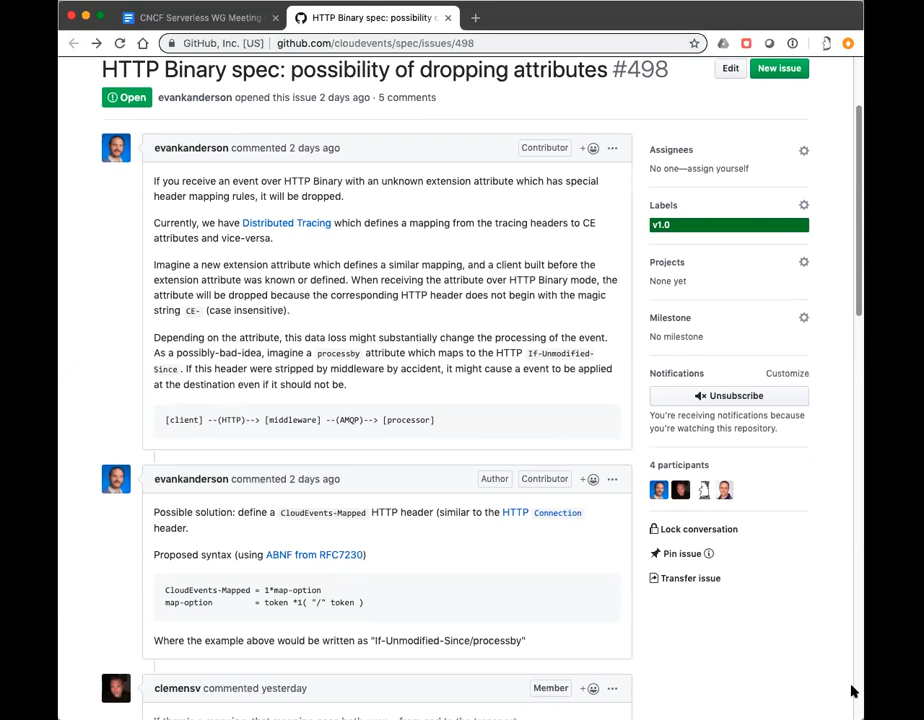 CNCF Serverless WG Meeting
HTTP Binary spec: possibility
GitHub, Inc. [US]
github.com/cloudevents/spec/issues/498
HTTP Binary spec: possibility of dropping attributes #498
Edit
New issue
Open
evankanderson opened this issue 2 days ago · 5 comments
evankanderson commented 2 days ago
Contributor
If you receive an event over HTTP Binary with an unknown extension attribute which has special
header mapping rules, it will be dropped.
Currently, we have Distributed Tracing which defines a mapping from the tracing headers to CE
attributes and vice-versa.
Imagine a new extension attribute which defines a similar mapping, and a client built before the
extension attribute was known or defined. When receiving the attribute over HTTP Binary mode, the
attribute will be dropped because the corresponding HTTP header does not begin with the magic
string CE- (case insensitive).
Depending on the attribute, this data loss might substantially change the processing of the event.
As a possibly-bad-idea, imagine a processby attribute which maps to the HTTP If-Unmodified-
Since . If this header were stripped by middleware by accident, it might cause a event to be applied
at the destination even if it should not be.
[client] --(HTTP)--> [middleware] --(AMQP)--> [processor]
evankanderson commented 2 days ago
Author
Contributor
Possible solution: define a CloudEvents-Mapped HTTP header (similar to the HTTP Connection
header.
Proposed syntax (using ABNF from RFC7230)
CloudEvents-Mapped = 1*map-option
map-option = token *1( "/" token )
Where the example above would be written as "If-Unmodified-Since/processby"
clemensv commented yesterday
Member
Assignees
No one—assign yourself
Labels
v1.0
Projects
None yet
Milestone
No milestone
Notifications
Customize
Unsubscribe
You're receiving notifications because
you're watching this repository.
4 participants
Lock conversation
Pin issue
Transfer issue